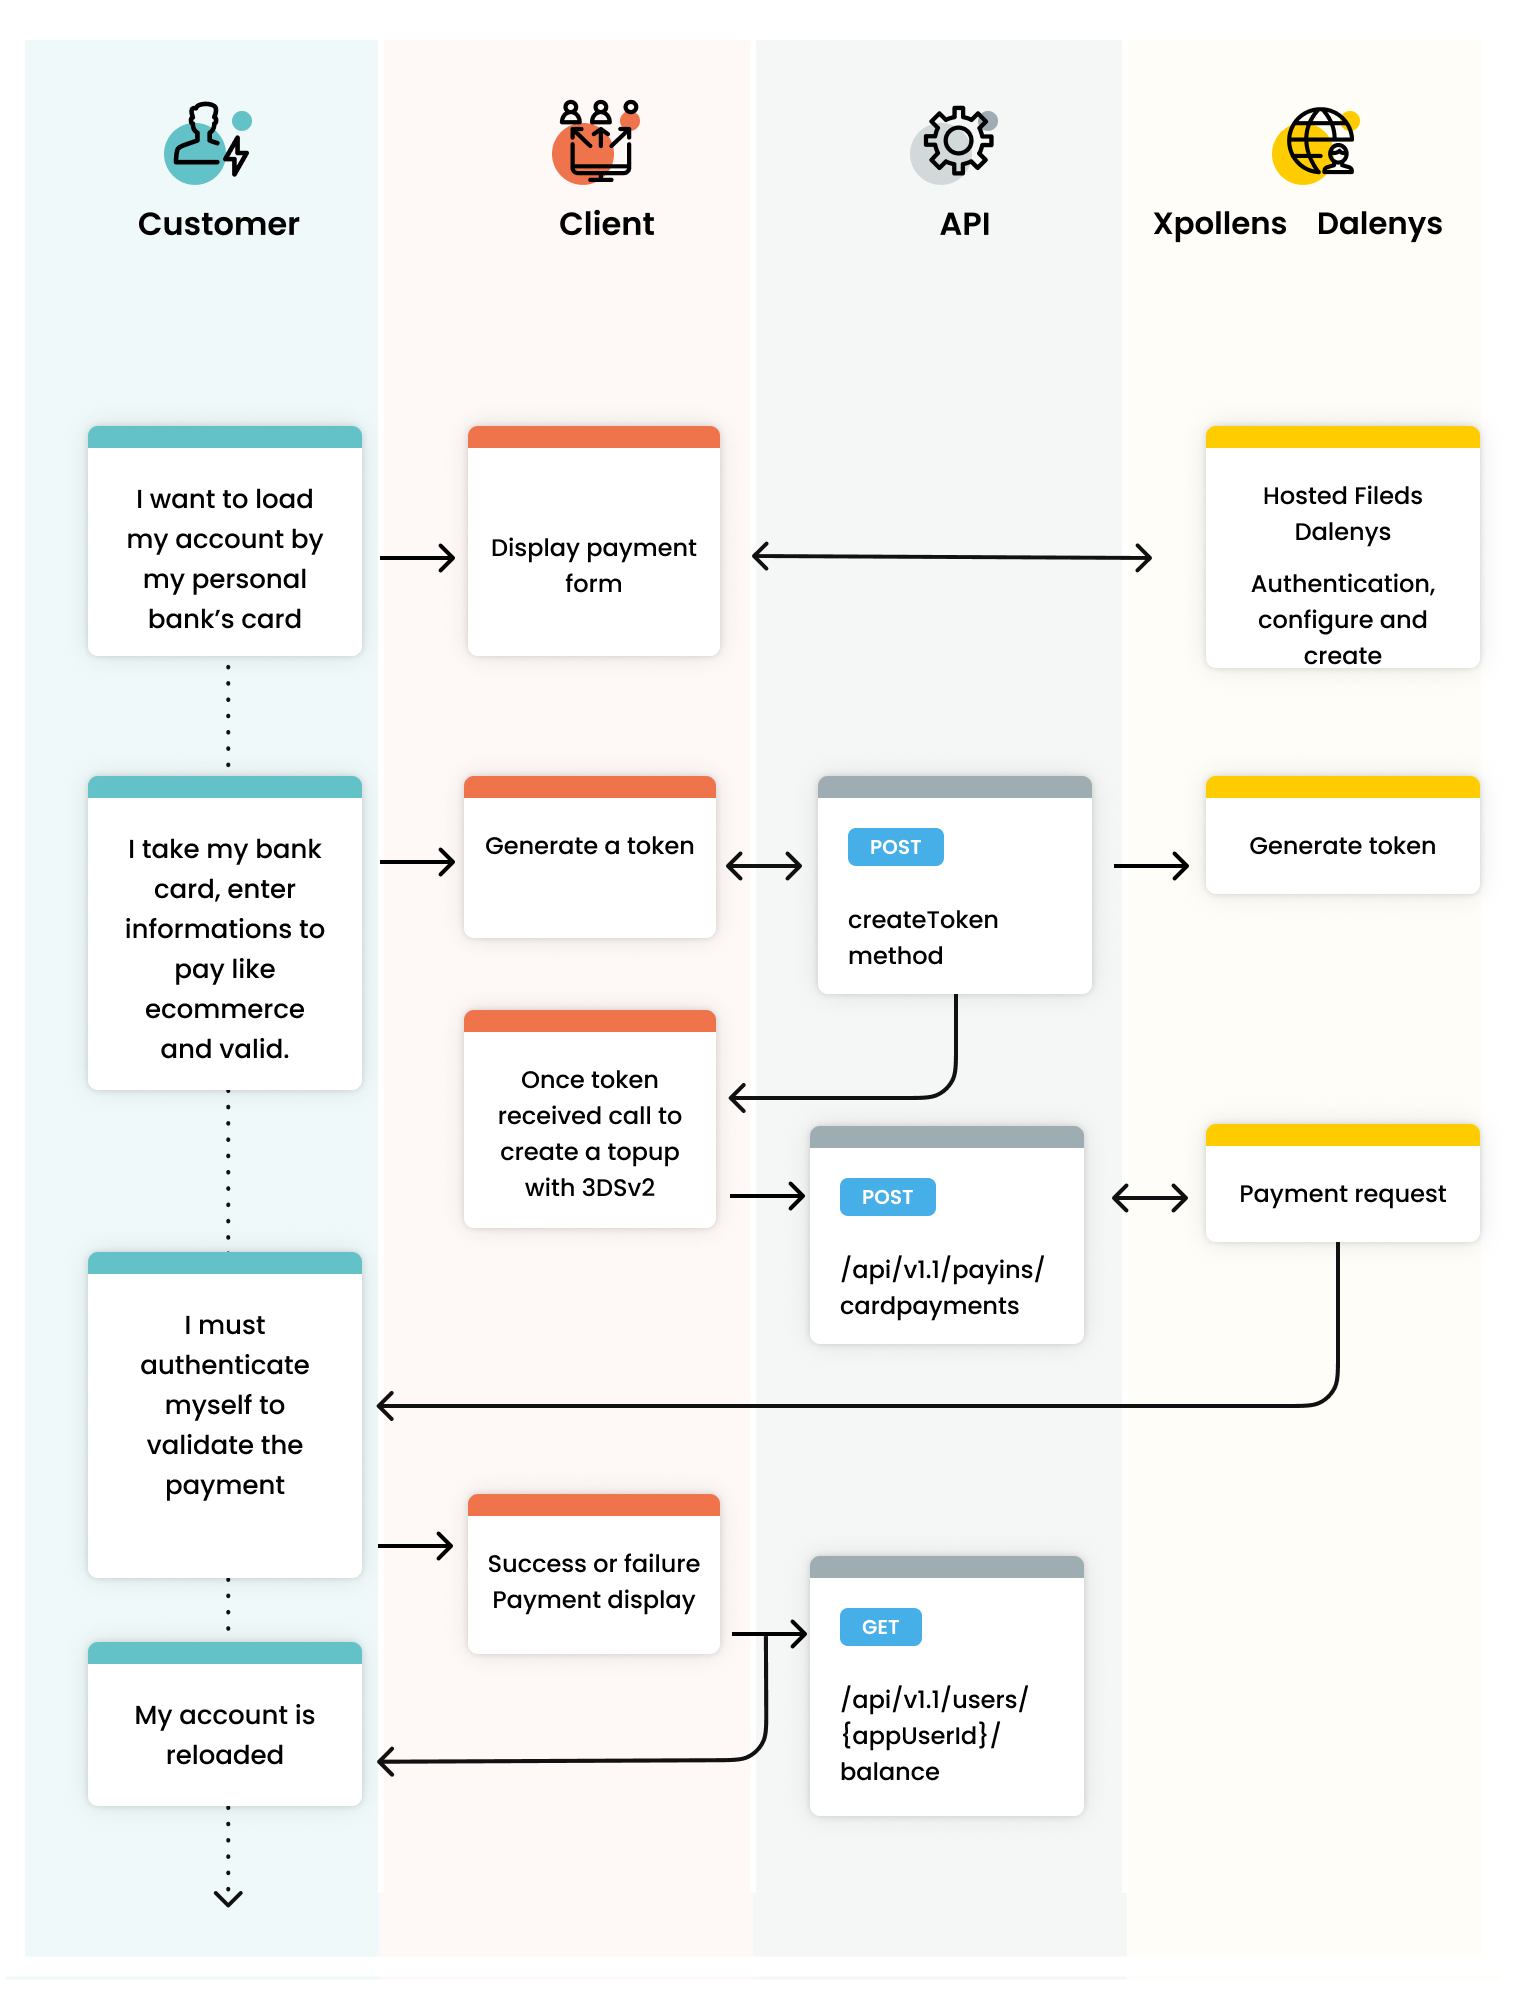 Customer
Client
API
Xpollens Dalenys
I want to load
my account by
my personal
bank's card
Display payment
form
Hosted Fileds
Dalenys
Authentication,
configure and
create
I take my bank
card, enter
informations to
pay like
ecommerce
and valid.
Generate a token
POST
createToken
method
Generate token
Once token
received call to
create a topup
with 3DSv2
POST
/api/v1.1/payins/
cardpayments
Payment request
I must
authenticate
myself to
validate the
payment
Success or failure
Payment display
GET
/api/v1.1/users/
{appUserId}/
balance
My account is
reloaded